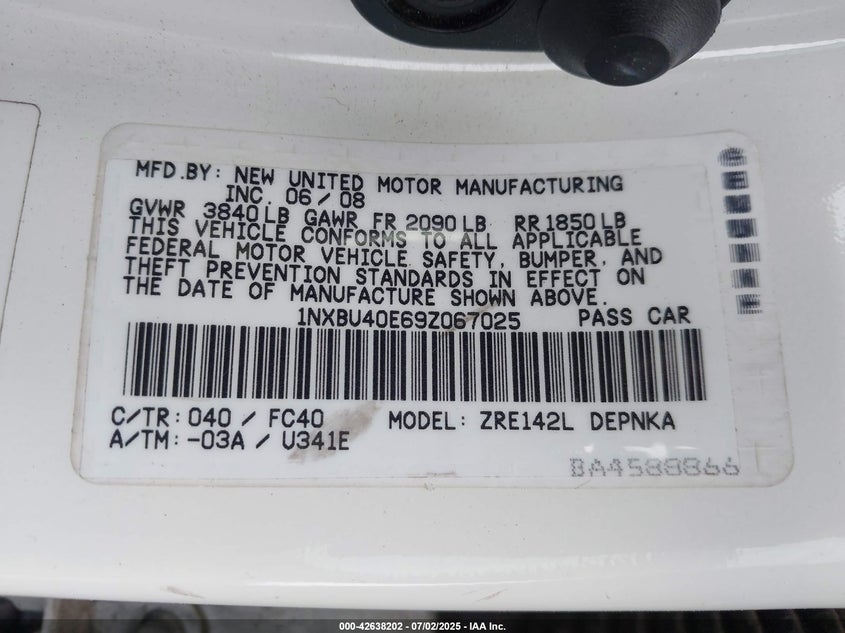 MFD.BY: NEW UNITED MOTOR MANUFACTURING
INC. 06/08
GVWR 3840LB GAWR FR 2090LB RR1850LB
THIS VEHICLE CONFORMS TO ALL APPLICABLE
FEDERAL MOTOR VEHICLE SAFETY, BUMPER, AND
THEFT PREVENTION STANDARDS IN EFFECT ON
THE DATE OF MANUFACTURE SHOWN ABOVE.
1NXBU40E69Z067025 PASS CAR
C/TR: 040 / FC40 MODEL: ZRE142L DEPNKA
A/TM: -03A / U341E
BA4588866
000-42638202 - 07/02/2025 - IAA Inc.